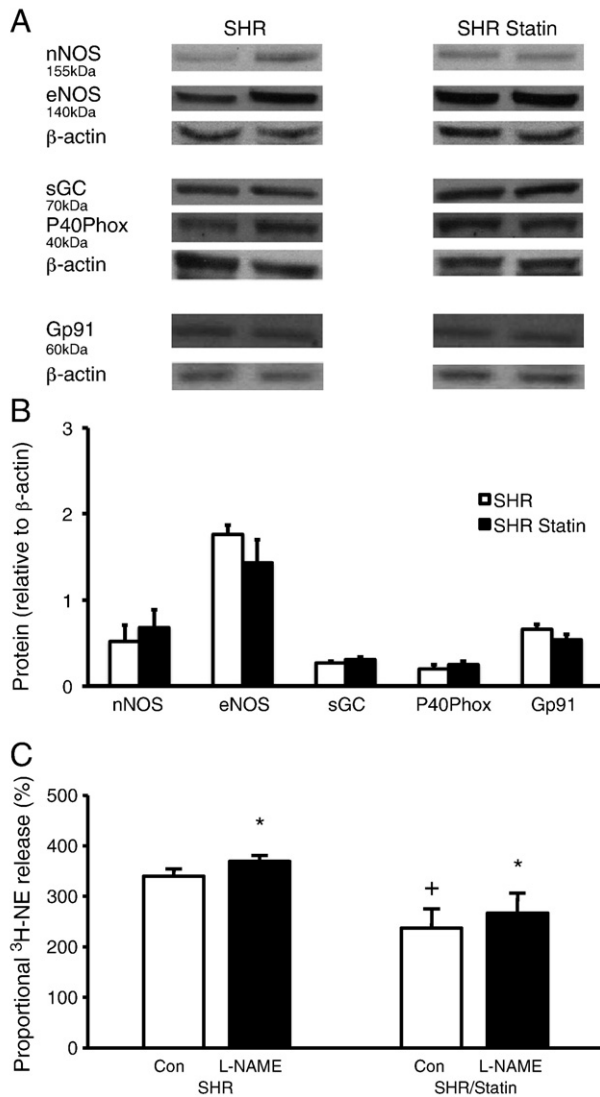 A
SHR SHR Statin
nNOS
155kDa
eNOS
140kDa
β-actin
sGC
70kDa
P40Phox
40kDa
β-actin
Gp91
60kDa
β-actin
B
Protein (relative to β-actin)
3
2
1
0
SHR
SHR Statin
nNOS eNOS sGC P40Phox Gp91
C
Proportional ³H-NE release (%)
500
400
300
200
100
0
*
+
*
Con L-NAME Con L-NAME
SHR SHR/Statin